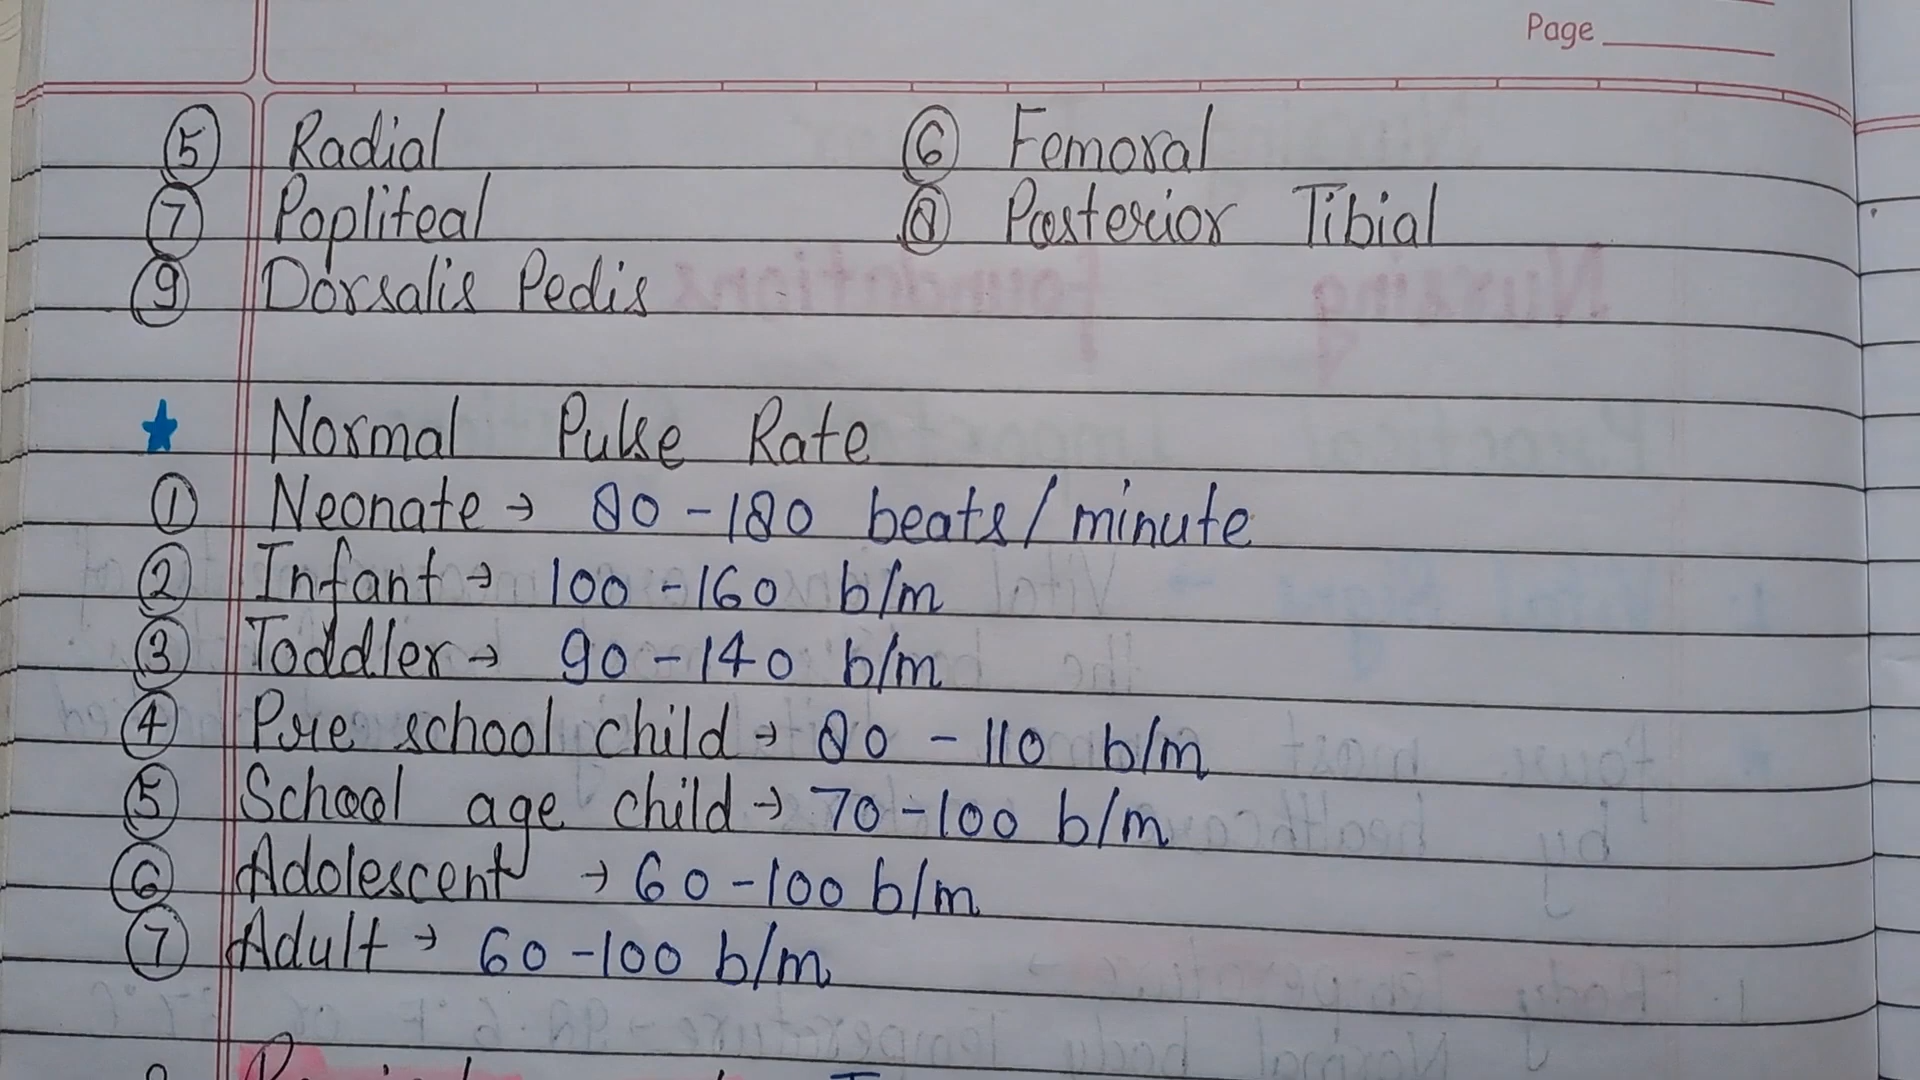 Page
5 Radial 6 Femoral
7 Popliteal 8 Posterior Tibial
9 Dorsalis Pedis
★ Normal Pulse Rate
1 Neonate → 80 - 180 beats/minute
2 Infant → 100 - 160 b/m
3 Toddler → 90 - 140 b/m
4 Pre school child → 80 - 110 b/m
5 School age child → 70 - 100 b/m
6 Adolescent → 60 - 100 b/m
7 Adult → 60 - 100 b/m